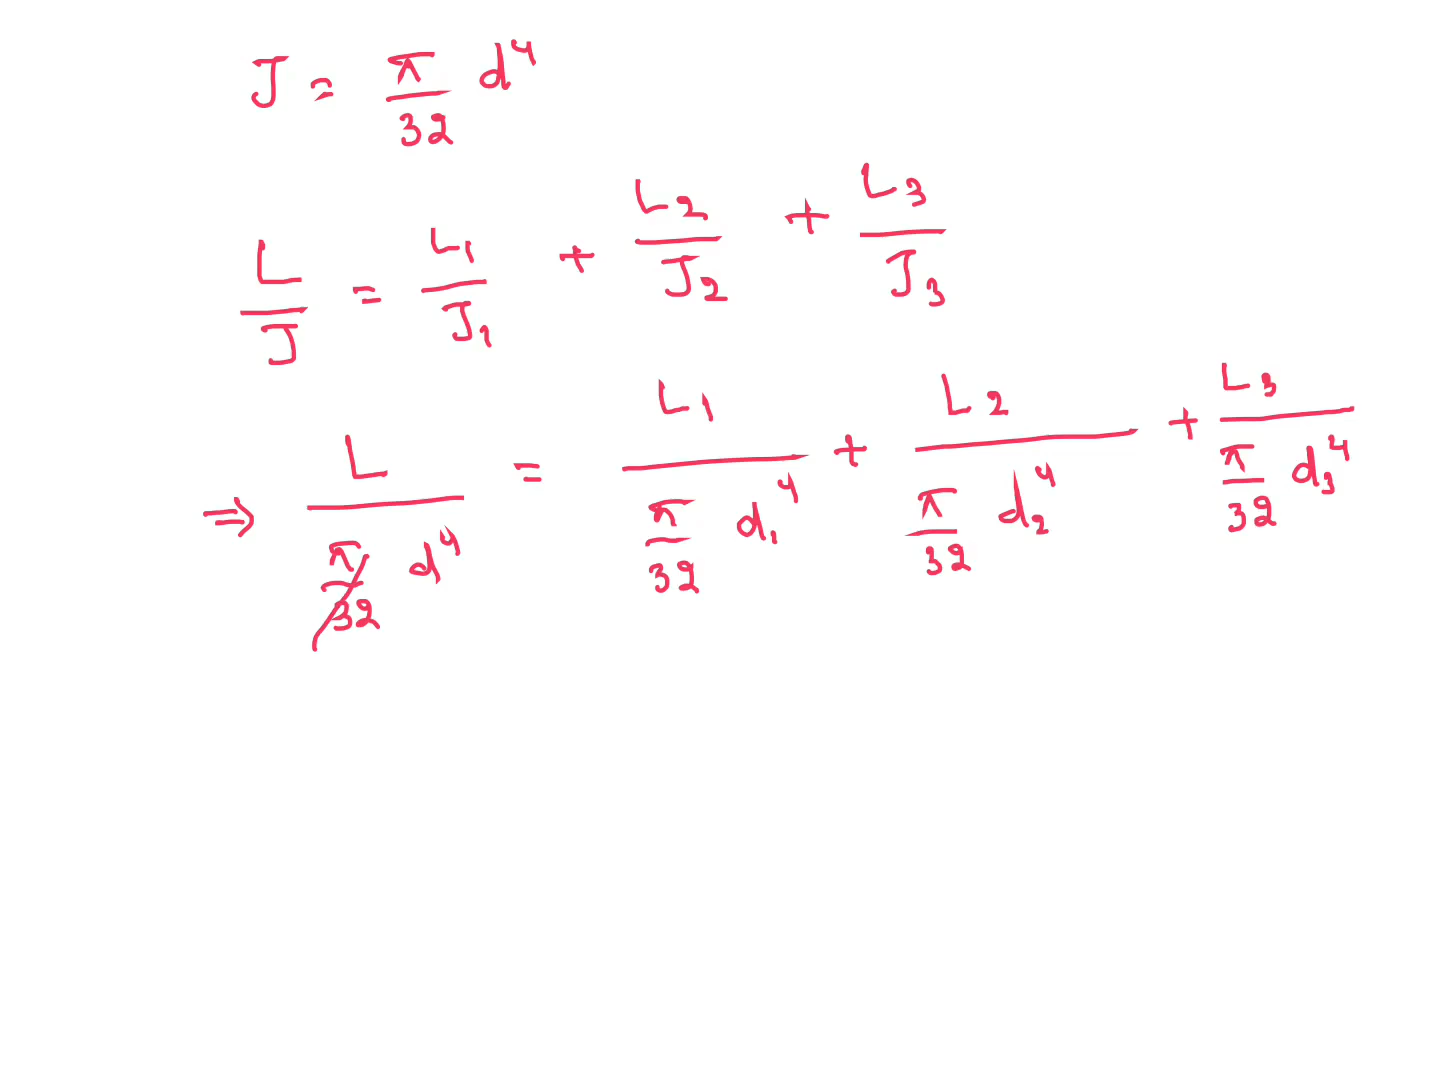 J = π/32 d⁴
L/J = L₁/J₁ + L₂/J₂ + L₃/J₃
⇒ L/(π/32 d⁴) = L₁/(π/32 d₁⁴) + L₂/(π/32 d₂⁴) + L₃/(π/32 d₃⁴)